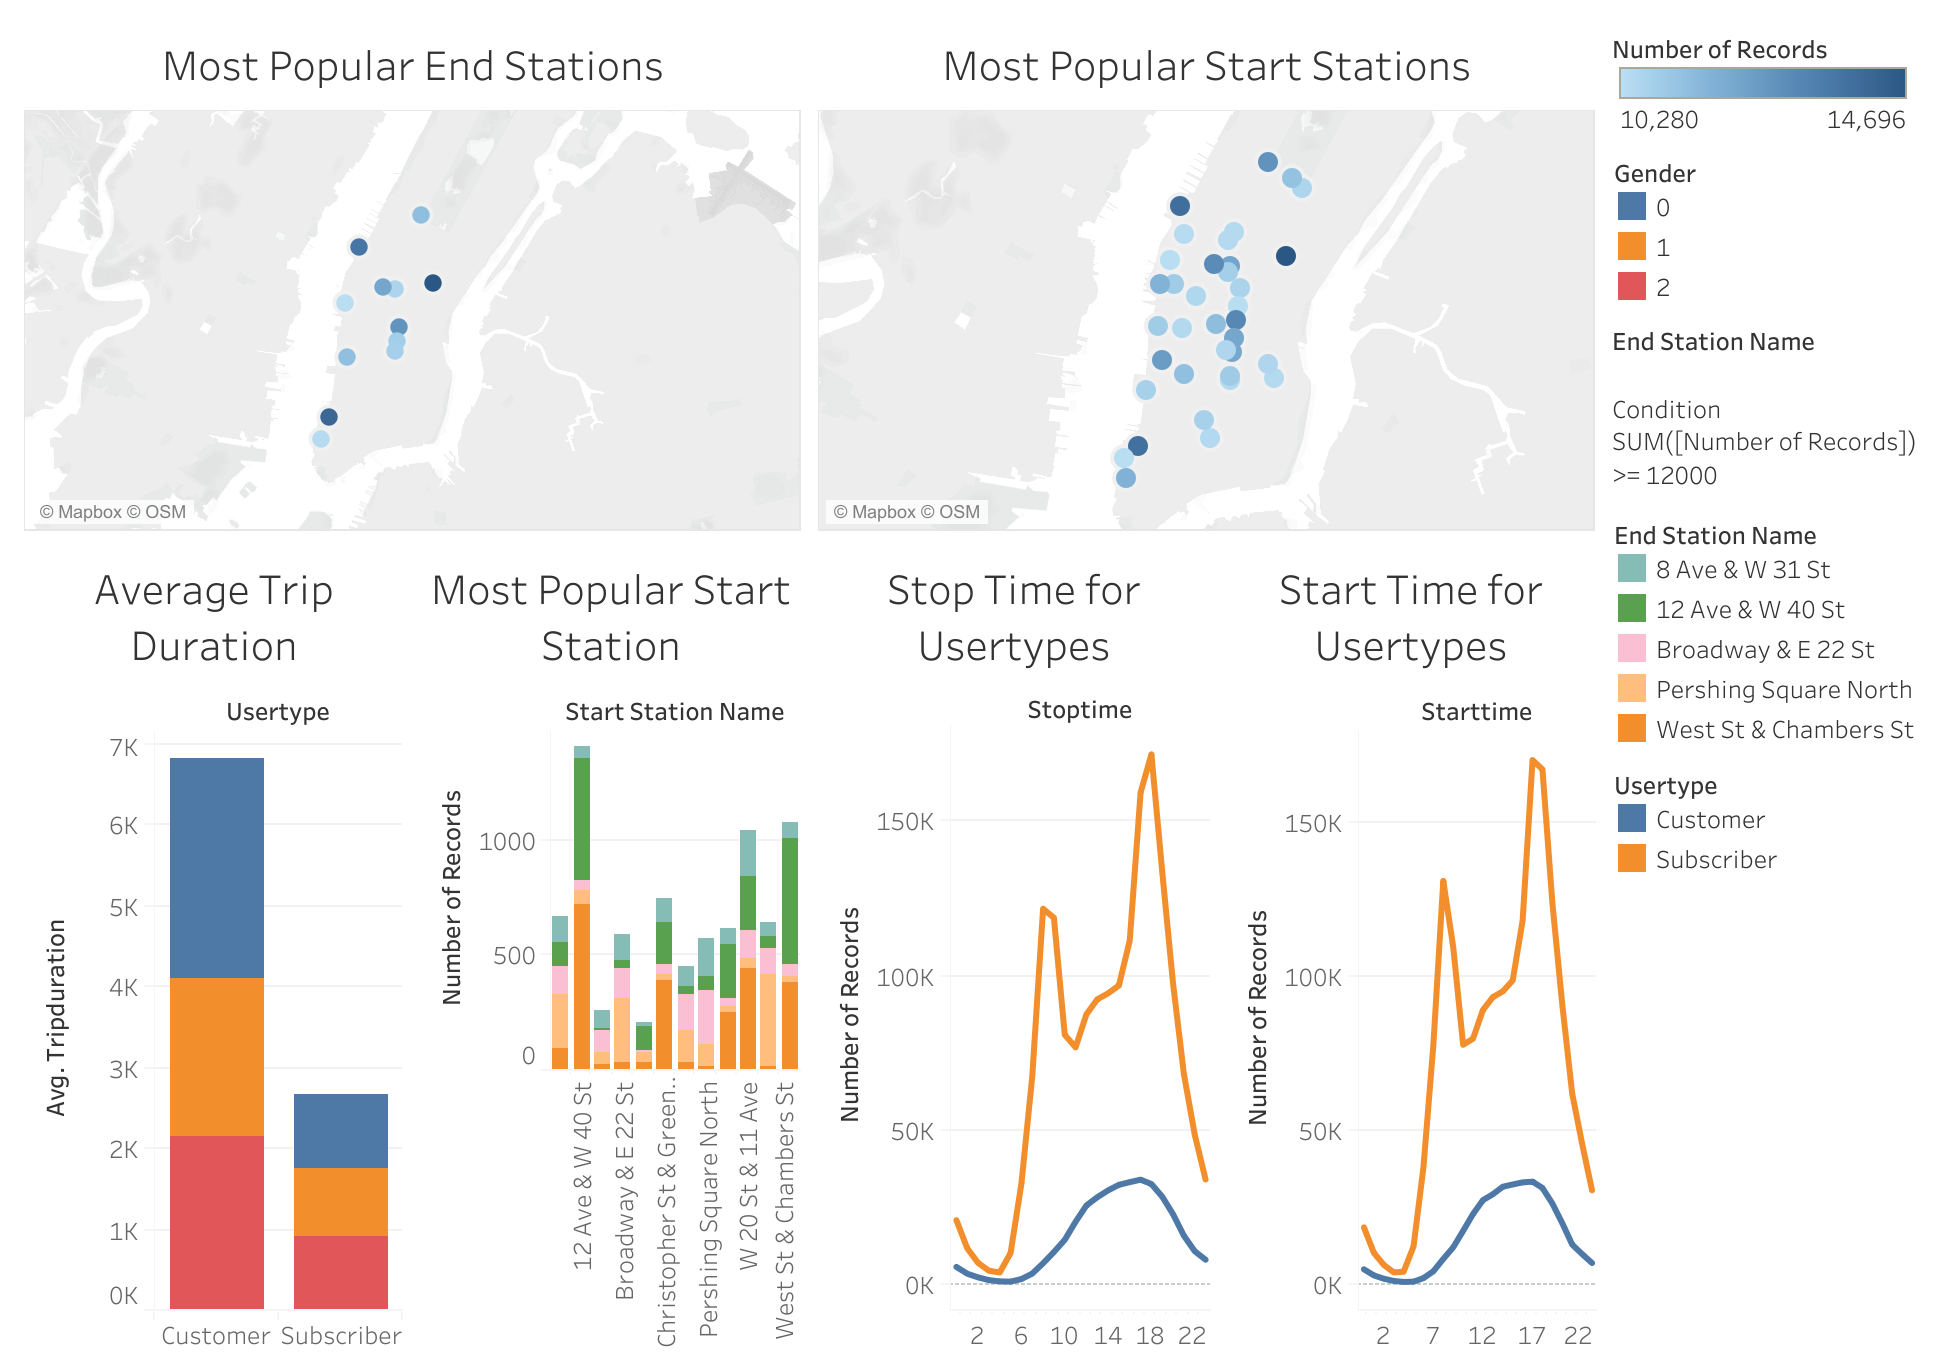 Most Popular End Stations
Most Popular Start Stations
© Mapbox © OSM
© Mapbox © OSM
Number of Records
10,280
14,696
Gender
0
1
2
End Station Name
Condition
SUM([Number of Records])
>= 12000
End Station Name
8 Ave & W 31 St
12 Ave & W 40 St
Broadway & E 22 St
Pershing Square North
West St & Chambers St
Usertype
Customer
Subscriber
Average Trip
Duration
Usertype
Avg. Tripduration
7K
6K
5K
4K
3K
2K
1K
0K
Customer
Subscriber
Most Popular Start
Station
Start Station Name
Number of Records
1000
500
0
12 Ave & W 40 St
Broadway & E 22 St
Christopher St & Green..
Pershing Square North
W 20 St & 11 Ave
West St & Chambers St
Stop Time for
Usertypes
Stoptime
Number of Records
150K
100K
50K
0K
2
6
10
14
18
22
Start Time for
Usertypes
Starttime
Number of Records
150K
100K
50K
0K
2
7
12
17
22